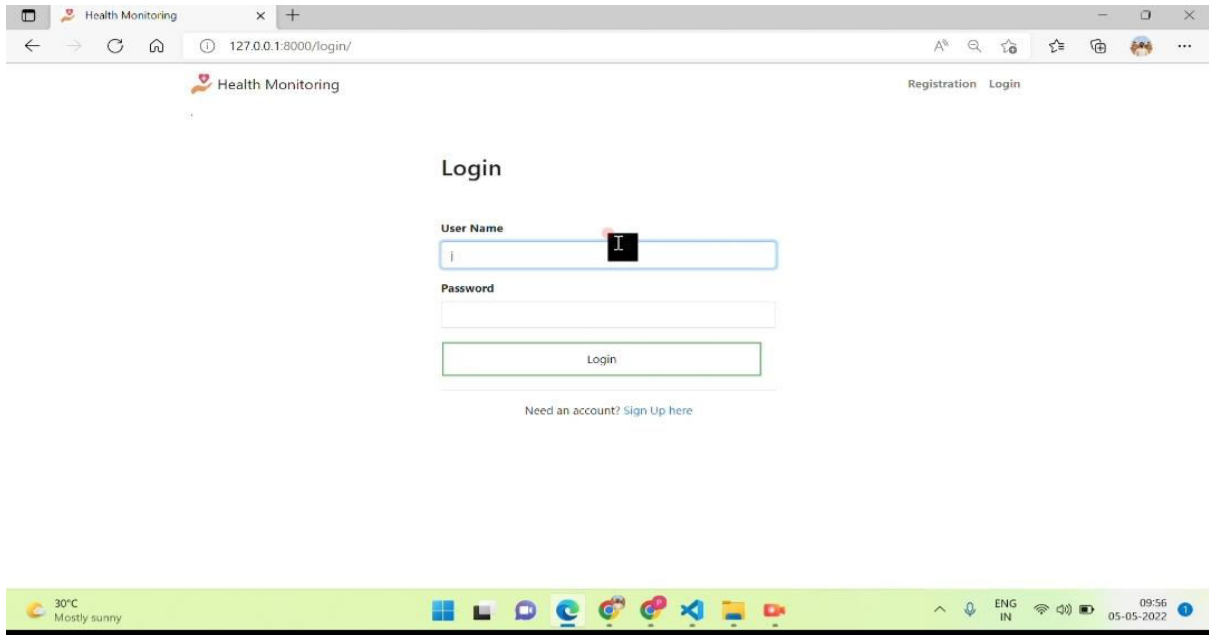 Health Monitoring
127.0.0.1:8000/login/
Health Monitoring
Registration Login
Login
User Name
j
Password
Login
Need an account? Sign Up here
30°C
Mostly sunny
ENG
IN
09:56
05-05-2022
1